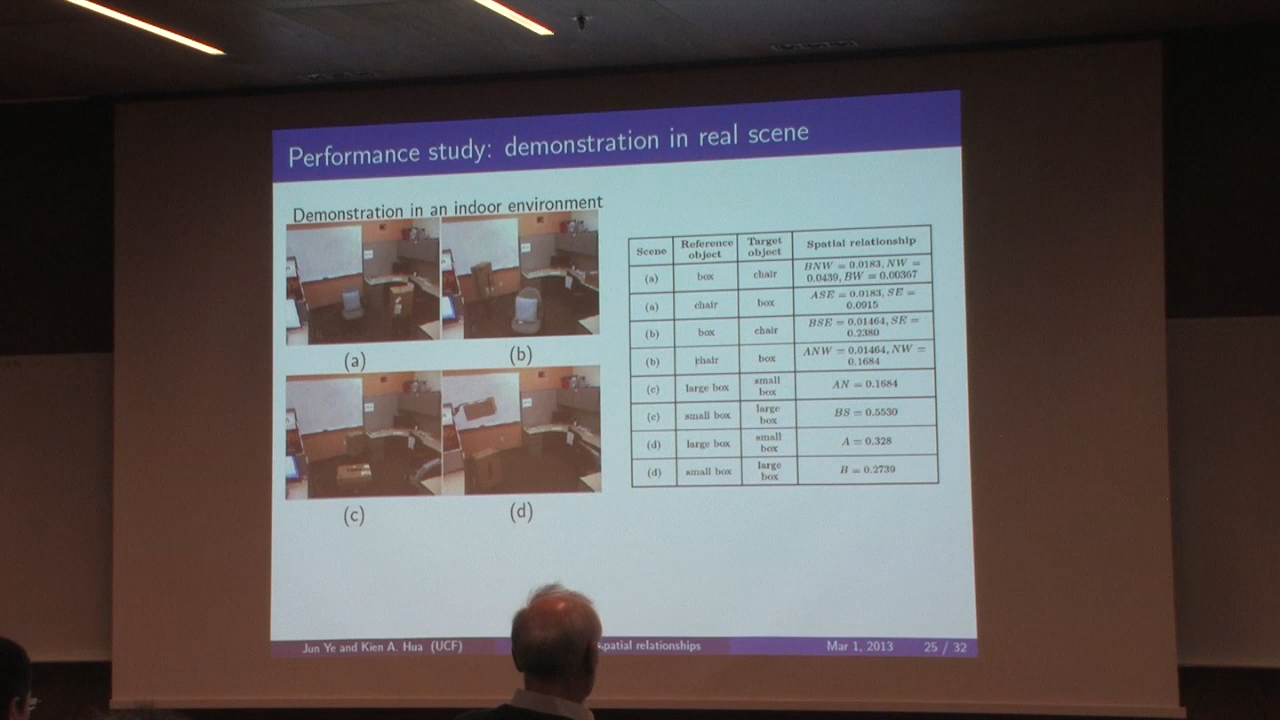 Performance study: demonstration in real scene
Demonstration in an indoor environment
(a)
(b)
(c)
(d)
Scene Reference object Target object Spatial relationship
(a) box chair BNW = 0.0183, NW = 0.0439, BW = 0.00367
(a) chair box ASE = 0.0183, SE = 0.0915
(b) box chair BSE = 0.01464, SE = 0.2380
(b) chair box ANW = 0.01464, NW = 0.1684
(c) large box small box AN = 0.1684
(c) small box large box BS = 0.5530
(d) large box small box A = 0.328
(d) small box large box B = 0.2739
Jun Ye and Kien A. Hua (UCF) spatial relationships Mar 1, 2013 25 / 32